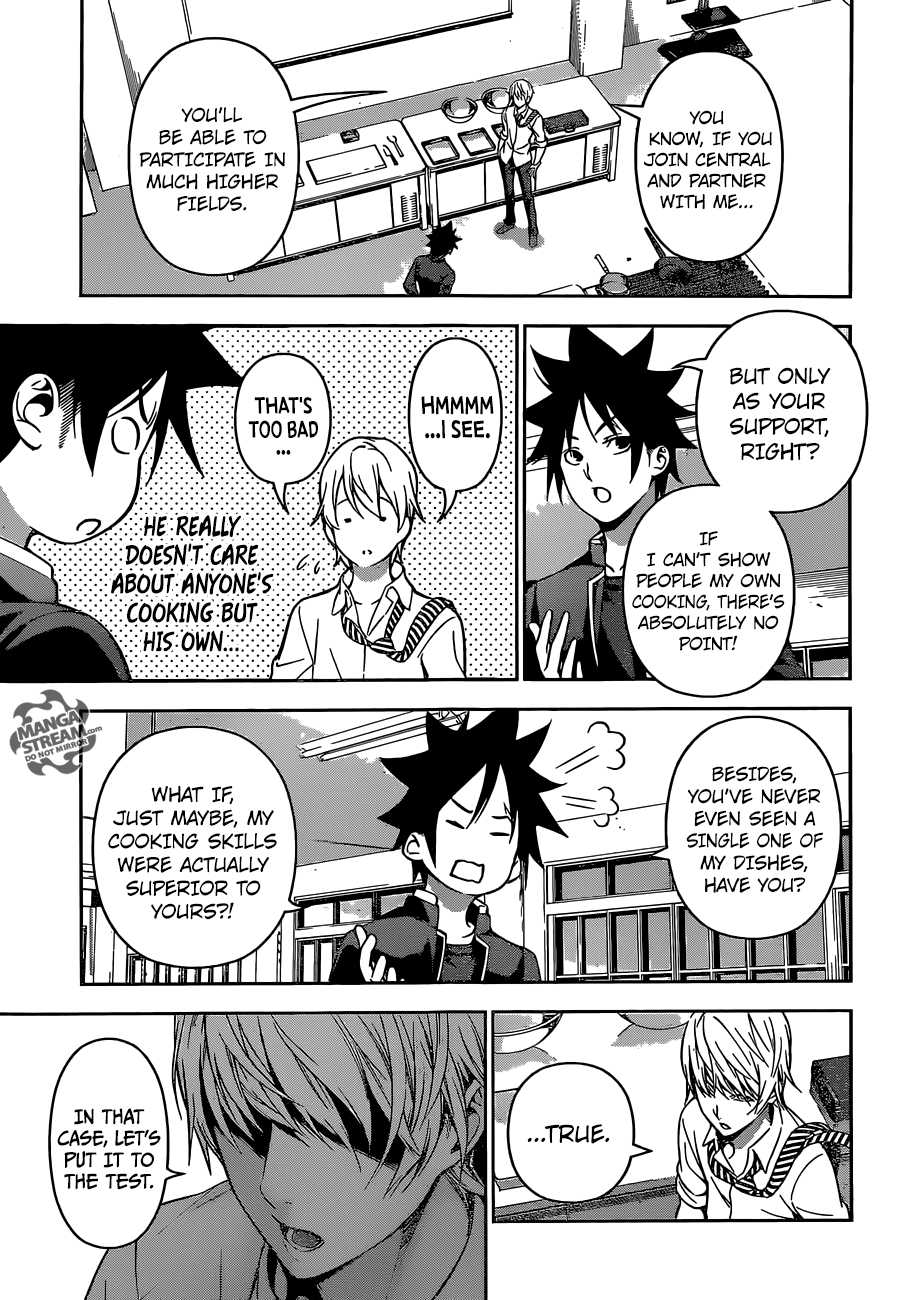 YOU
KNOW, IF YOU
JOIN CENTRAL
AND PARTNER
WITH ME...
YOU'LL
BE ABLE TO
PARTICIPATE IN
MUCH HIGHER
FIELDS.
BUT ONLY
AS YOUR
SUPPORT,
RIGHT?
IF
I CAN'T SHOW
PEOPLE MY OWN
COOKING, THERE'S
ABSOLUTELY NO
POINT!
HMMMM
...I SEE.
THAT'S
TOO BAD
...
HE REALLY
DOESN'T CARE
ABOUT ANYONE'S
COOKING BUT
HIS OWN...
MANGA
STREAM.com
DO NOT MIRROR
BESIDES,
YOU'VE NEVER
EVEN SEEN A
SINGLE ONE OF
MY DISHES,
HAVE YOU?
WHAT IF,
JUST MAYBE, MY
COOKING SKILLS
WERE ACTUALLY
SUPERIOR TO
YOURS?!
...TRUE.
IN THAT
CASE, LET'S
PUT IT TO
THE TEST.